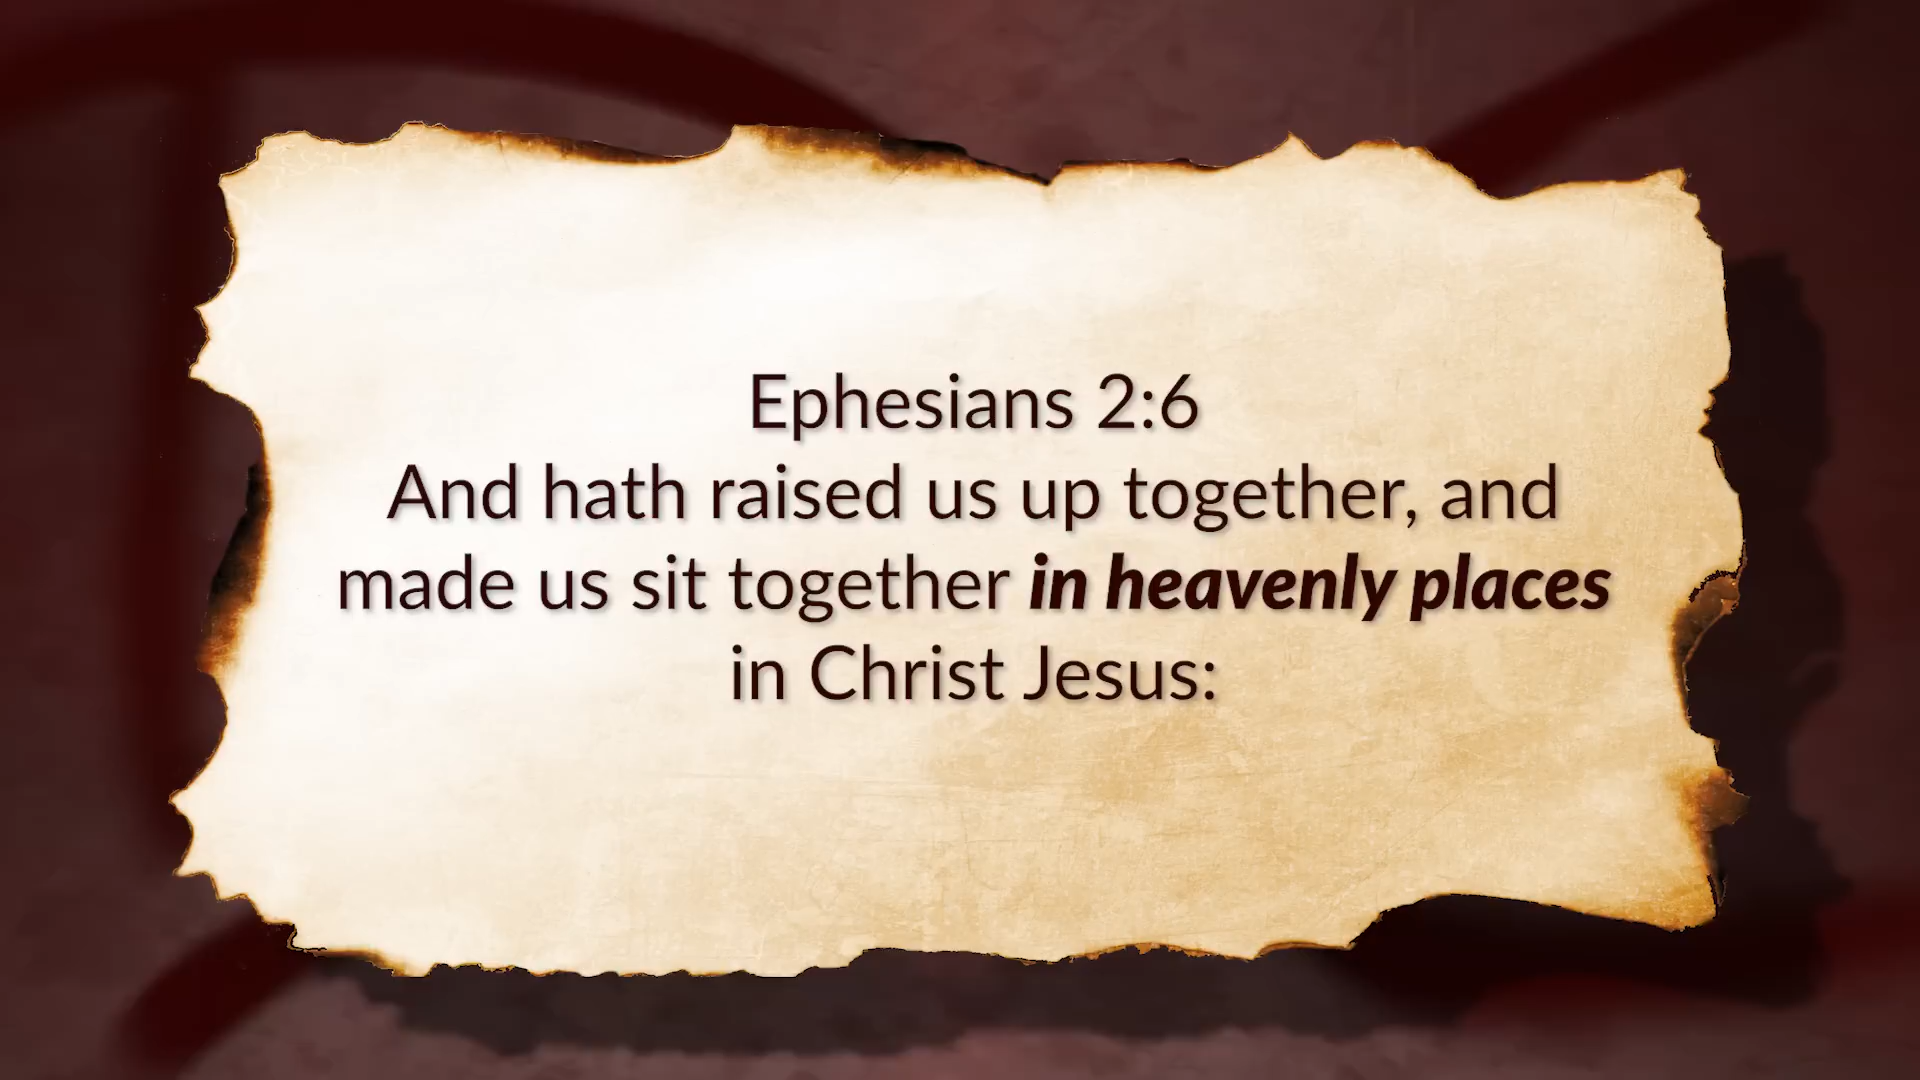 Ephesians 2:6
And hath raised us up together, and
made us sit together in heavenly places
in Christ Jesus: